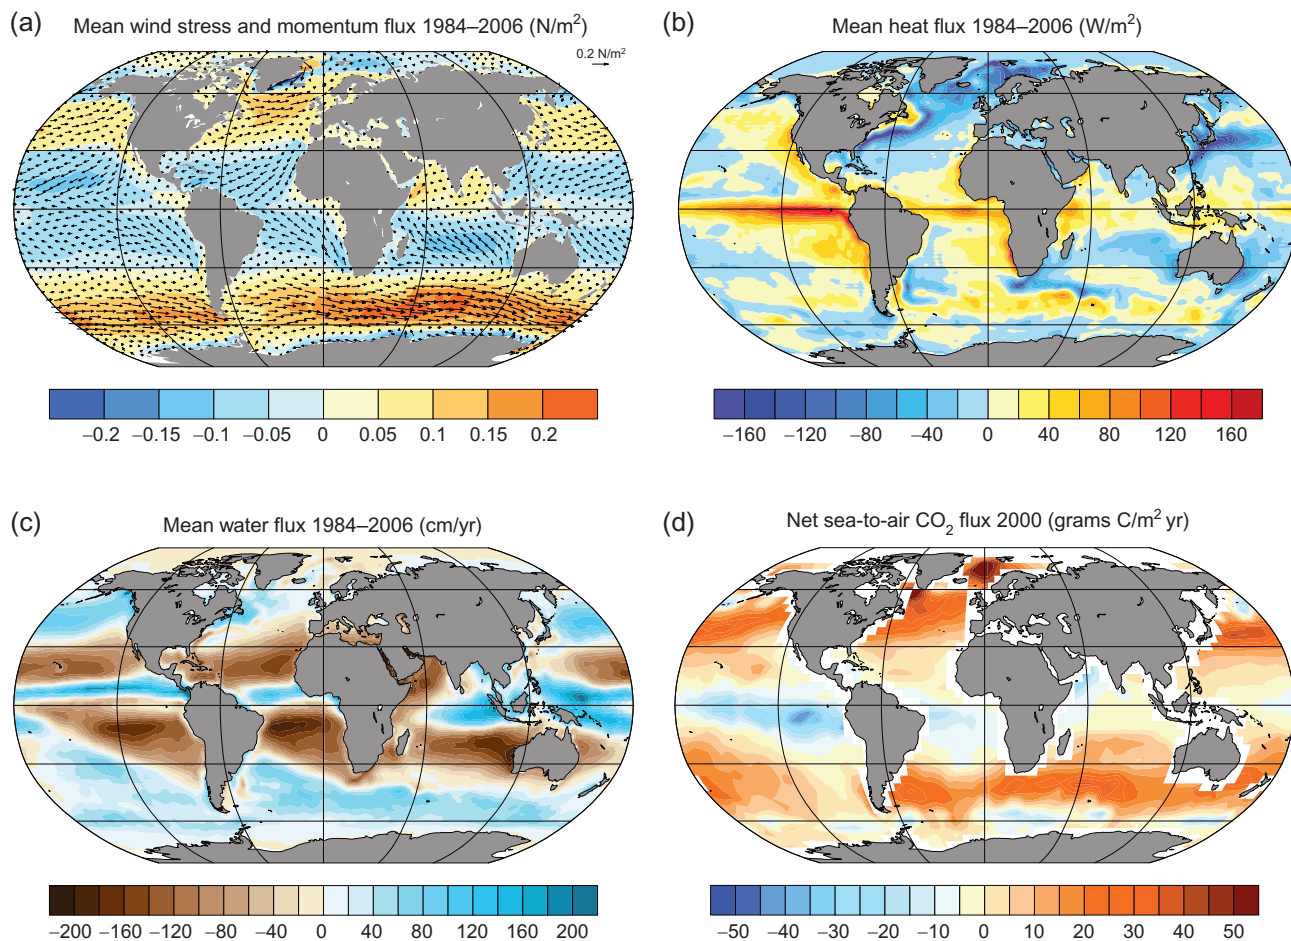 (a)
Mean wind stress and momentum flux 1984–2006 (N/m²)
0.2 N/m²
−0.2 −0.15 −0.1 −0.05 0 0.05 0.1 0.15 0.2
(b)
Mean heat flux 1984–2006 (W/m²)
−160 −120 −80 −40 0 40 80 120 160
(c)
Mean water flux 1984–2006 (cm/yr)
−200 −160 −120 −80 −40 0 40 80 120 160 200
(d)
Net sea-to-air CO₂ flux 2000 (grams C/m² yr)
−50 −40 −30 −20 −10 0 10 20 30 40 50